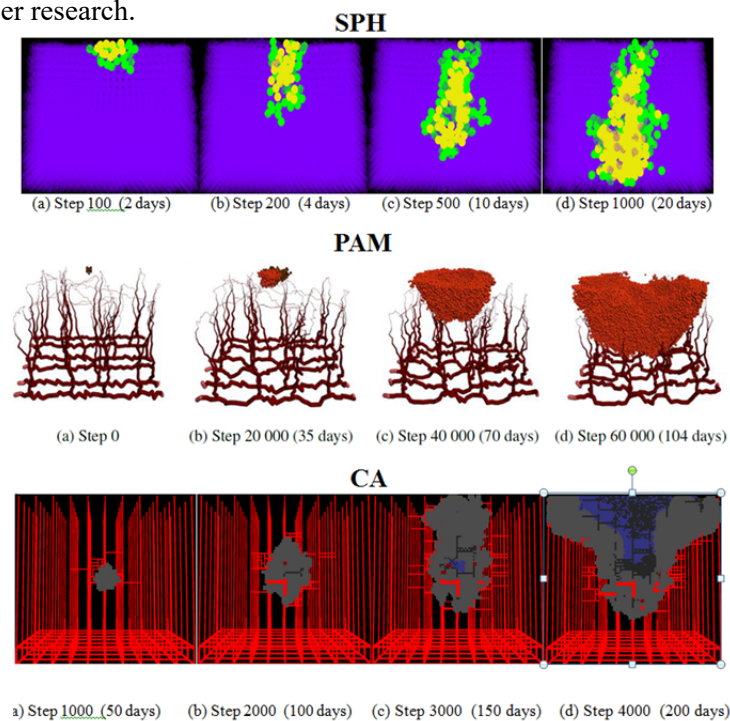 er research.
SPH
(a) Step 100 (2 days) (b) Step 200 (4 days) (c) Step 500 (10 days) (d) Step 1000 (20 days)
PAM
(a) Step 0 (b) Step 20 000 (35 days) (c) Step 40 000 (70 days) (d) Step 60 000 (104 days)
CA
a) Step 1000 (50 days) (b) Step 2000 (100 days) (c) Step 3000 (150 days) (d) Step 4000 (200 days)